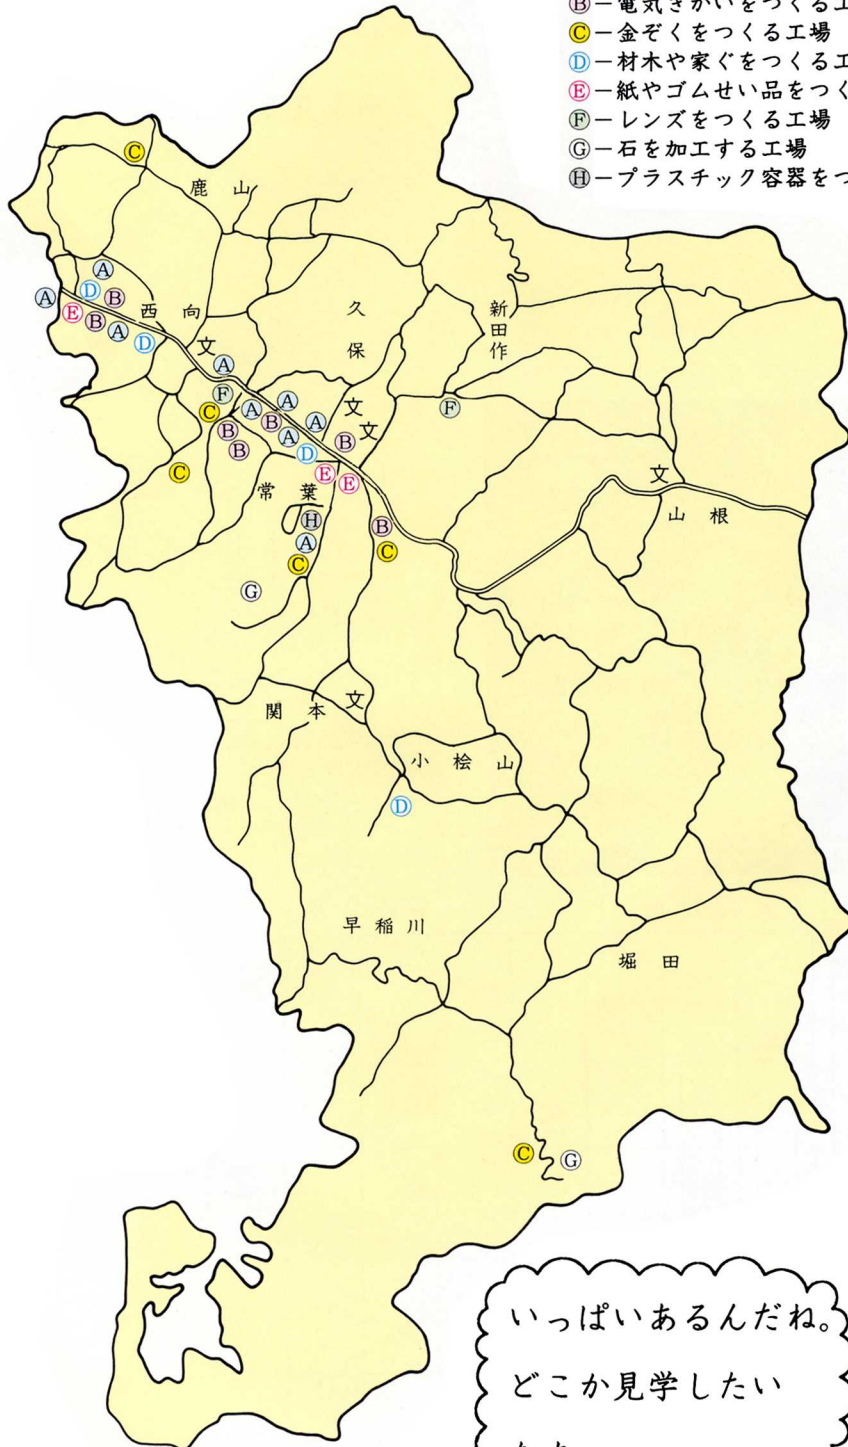 Ⓑ－電気きかいをつくる工
Ⓒ－金ぞくをつくる工場
Ⓓ－材木や家ぐをつくる工
Ⓔ－紙やゴムせい品をつく
Ⓕ－レンズをつくる工場
Ⓖ－石を加工する工場
Ⓗ－プラスチック容器をつ
Ⓒ
鹿山
Ⓐ
Ⓐ Ⓓ Ⓑ
Ⓔ Ⓑ Ⓐ Ⓓ
西向
久保
新田作
文
Ⓐ
Ⓕ Ⓐ Ⓐ
Ⓒ Ⓑ Ⓐ Ⓐ
文
文
Ⓕ
Ⓑ Ⓑ Ⓓ Ⓑ
Ⓒ
Ⓔ Ⓔ
常葉
文
山根
Ⓗ
Ⓐ
Ⓒ
Ⓑ
Ⓒ
Ⓖ
関本
文
小桧山
Ⓓ
早稲川
堀田
Ⓒ Ⓖ
いっぱいあるんだね。
どこか見学したい